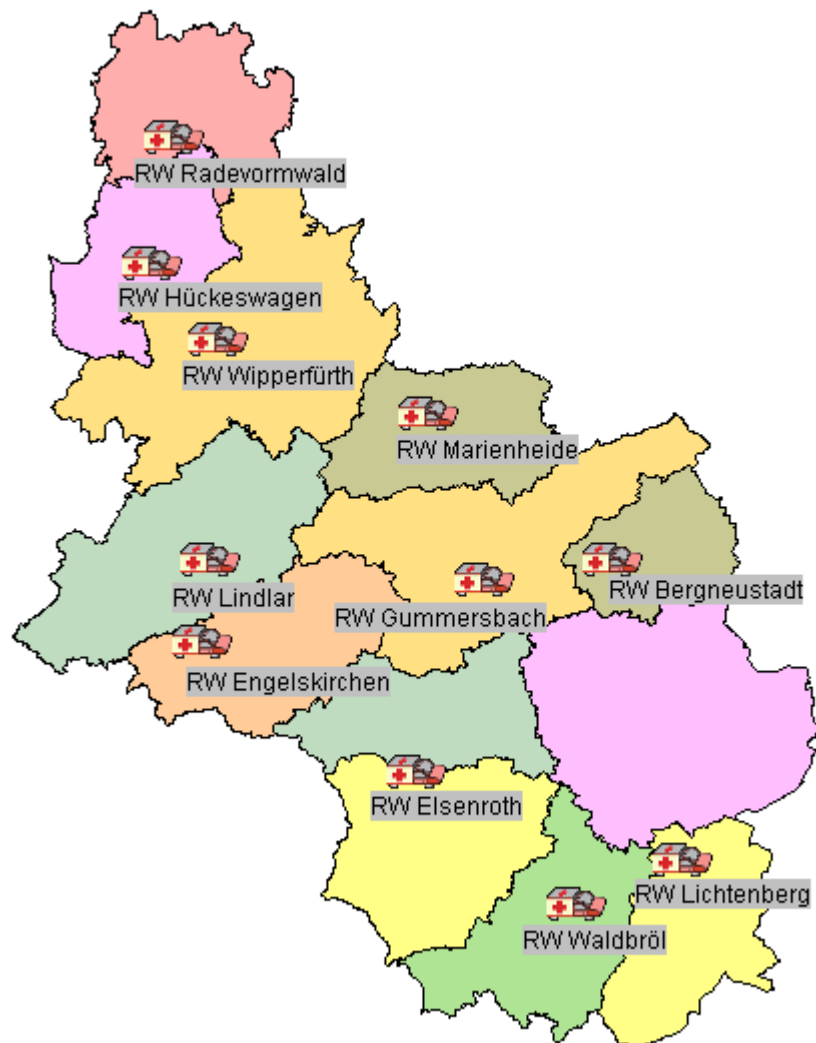 RW Radevormwald
RW Hückeswagen
RW Wipperfürth
RW Marienheide
RW Lindlar
RW Gummersbach
RW Bergneustadt
RW Engelskirchen
RW Elsenroth
RW Lichtenberg
RW Waldbröl